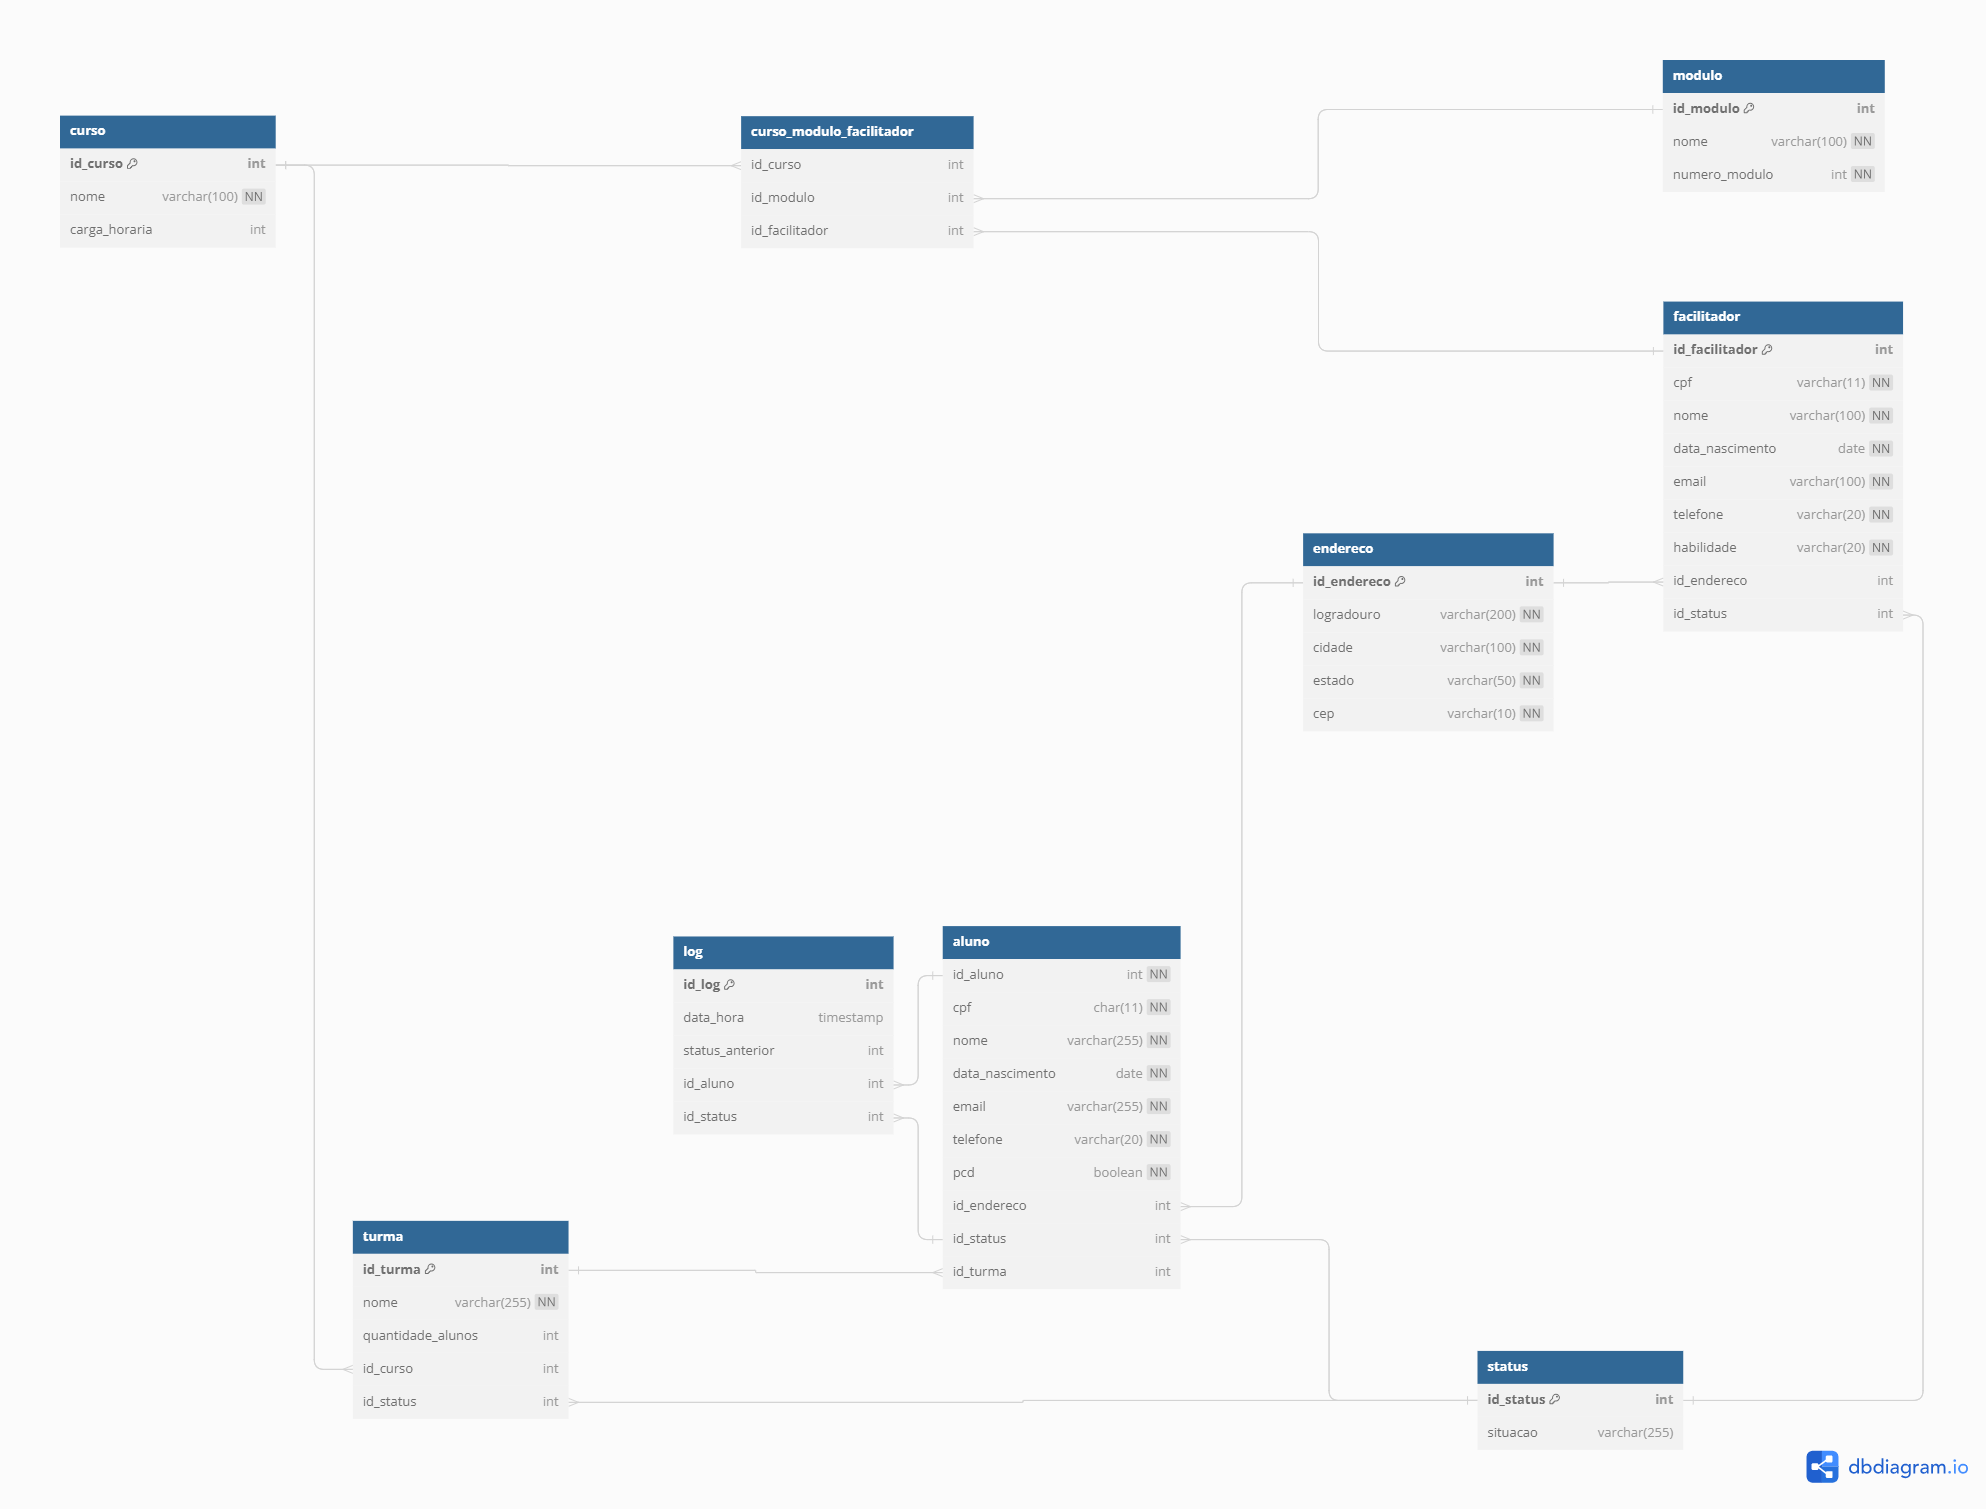 curso
id_curso int
nome varchar(100) NN
carga_horaria int
curso_modulo_facilitador
id_curso int
id_modulo int
id_facilitador int
modulo
id_modulo int
nome varchar(100) NN
numero_modulo int NN
facilitador
id_facilitador int
cpf varchar(11) NN
nome varchar(100) NN
data_nascimento date NN
email varchar(100) NN
telefone varchar(20) NN
habilidade varchar(20) NN
id_endereco int
id_status int
endereco
id_endereco int
logradouro varchar(200) NN
cidade varchar(100) NN
estado varchar(50) NN
cep varchar(10) NN
log
id_log int
data_hora timestamp
status_anterior int
id_aluno int
id_status int
aluno
id_aluno int NN
cpf char(11) NN
nome varchar(255) NN
data_nascimento date NN
email varchar(255) NN
telefone varchar(20) NN
pcd boolean NN
id_endereco int
id_status int
id_turma int
turma
id_turma int
nome varchar(255) NN
quantidade_alunos int
id_curso int
id_status int
status
id_status int
situacao varchar(255)
dbdiagram.io